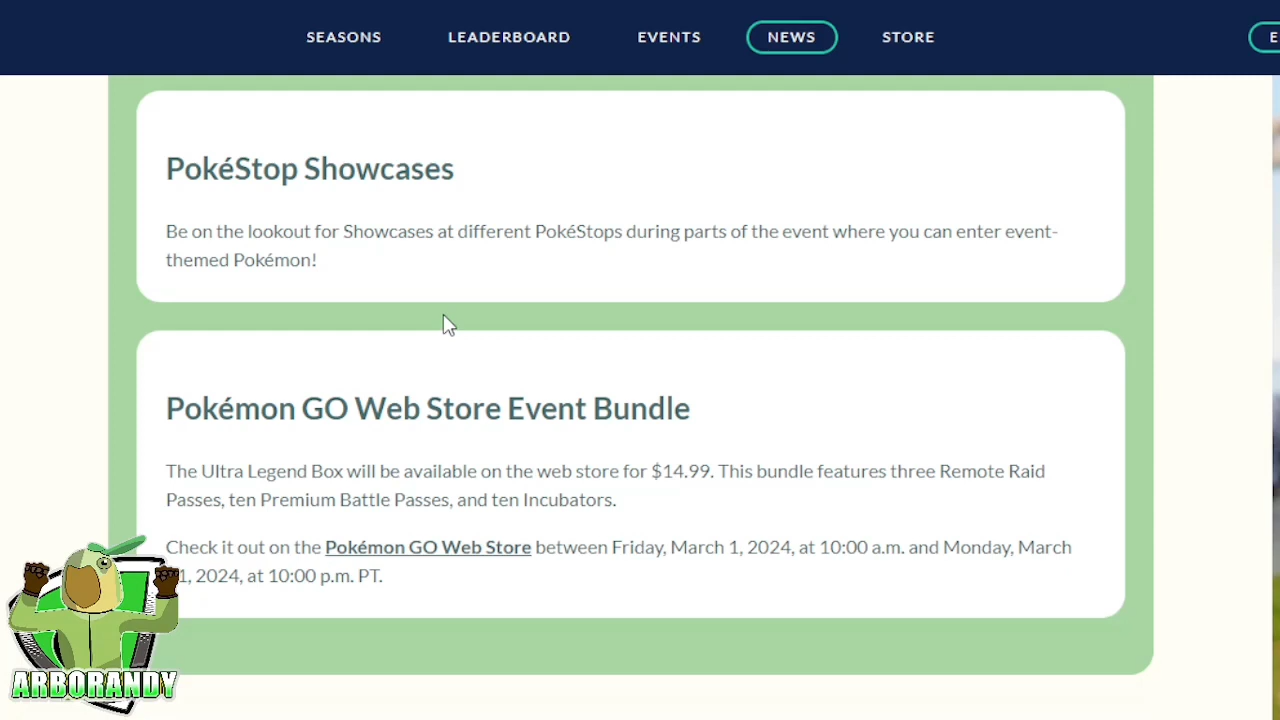 SEASONS LEADERBOARD EVENTS NEWS STORE E
PokéStop Showcases
Be on the lookout for Showcases at different PokéStops during parts of the event where you can enter event-
themed Pokémon!
Pokémon GO Web Store Event Bundle
The Ultra Legend Box will be available on the web store for $14.99. This bundle features three Remote Raid
Passes, ten Premium Battle Passes, and ten Incubators.
Check it out on the Pokémon GO Web Store between Friday, March 1, 2024, at 10:00 a.m. and Monday, March
1, 2024, at 10:00 p.m. PT.
ARBORANDY